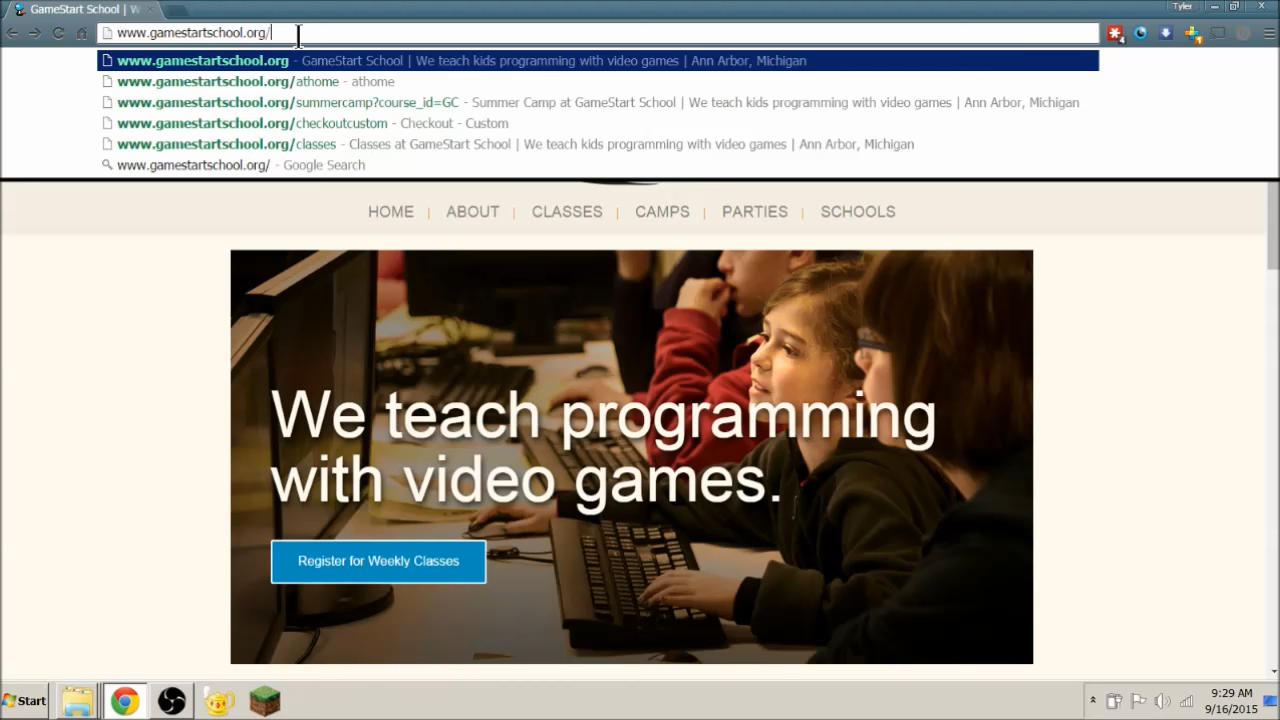 GameStart School | W
Tyler
www.gamestartschool.org/
4
1
www.gamestartschool.org - GameStart School | We teach kids programming with video games | Ann Arbor, Michigan
www.gamestartschool.org/athome - athome
www.gamestartschool.org/summercamp?course_id=GC - Summer Camp at GameStart School | We teach kids programming with video games | Ann Arbor, Michigan
www.gamestartschool.org/checkoutcustom - Checkout - Custom
www.gamestartschool.org/classes - Classes at GameStart School | We teach kids programming with video games | Ann Arbor, Michigan
www.gamestartschool.org/ - Google Search
HOME | ABOUT | CLASSES | CAMPS | PARTIES | SCHOOLS
We teach programming
with video games.
Register for Weekly Classes
Start
9:29 AM
9/16/2015